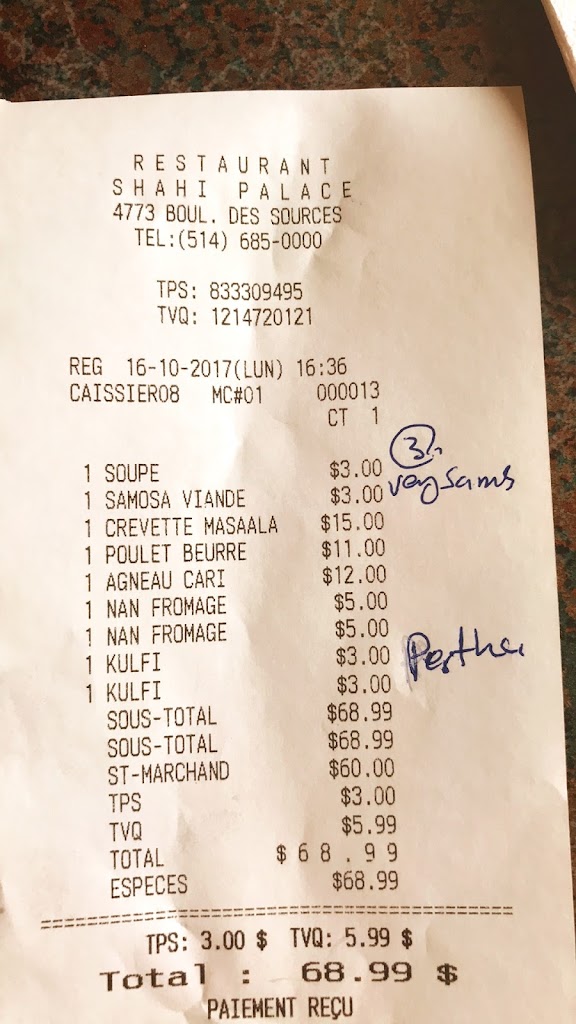 RESTAURANT
SHAHI PALACE
4773 BOUL. DES SOURCES
TEL:(514) 685-0000
TPS: 833309495
TVQ: 1214720121
REG 16-10-2017(LUN) 16:36
CAISSIER08 MC#01 000013
CT 1
3
1 SOUPE $3.00
1 SAMOSA VIANDE $3.00
1 CREVETTE MASAALA $15.00
1 POULET BEURRE $11.00
1 AGNEAU CARI $12.00
1 NAN FROMAGE $5.00
1 NAN FROMAGE $5.00
1 KULFI $3.00
1 KULFI $3.00
SOUS-TOTAL $68.99
SOUS-TOTAL $68.99
ST-MARCHAND $60.00
TPS $3.00
TVQ $5.99
TOTAL $68.99
ESPECES $68.99
TPS: 3.00 $ TVQ: 5.99 $
Total : 68.99 $
PAIEMENT REÇU